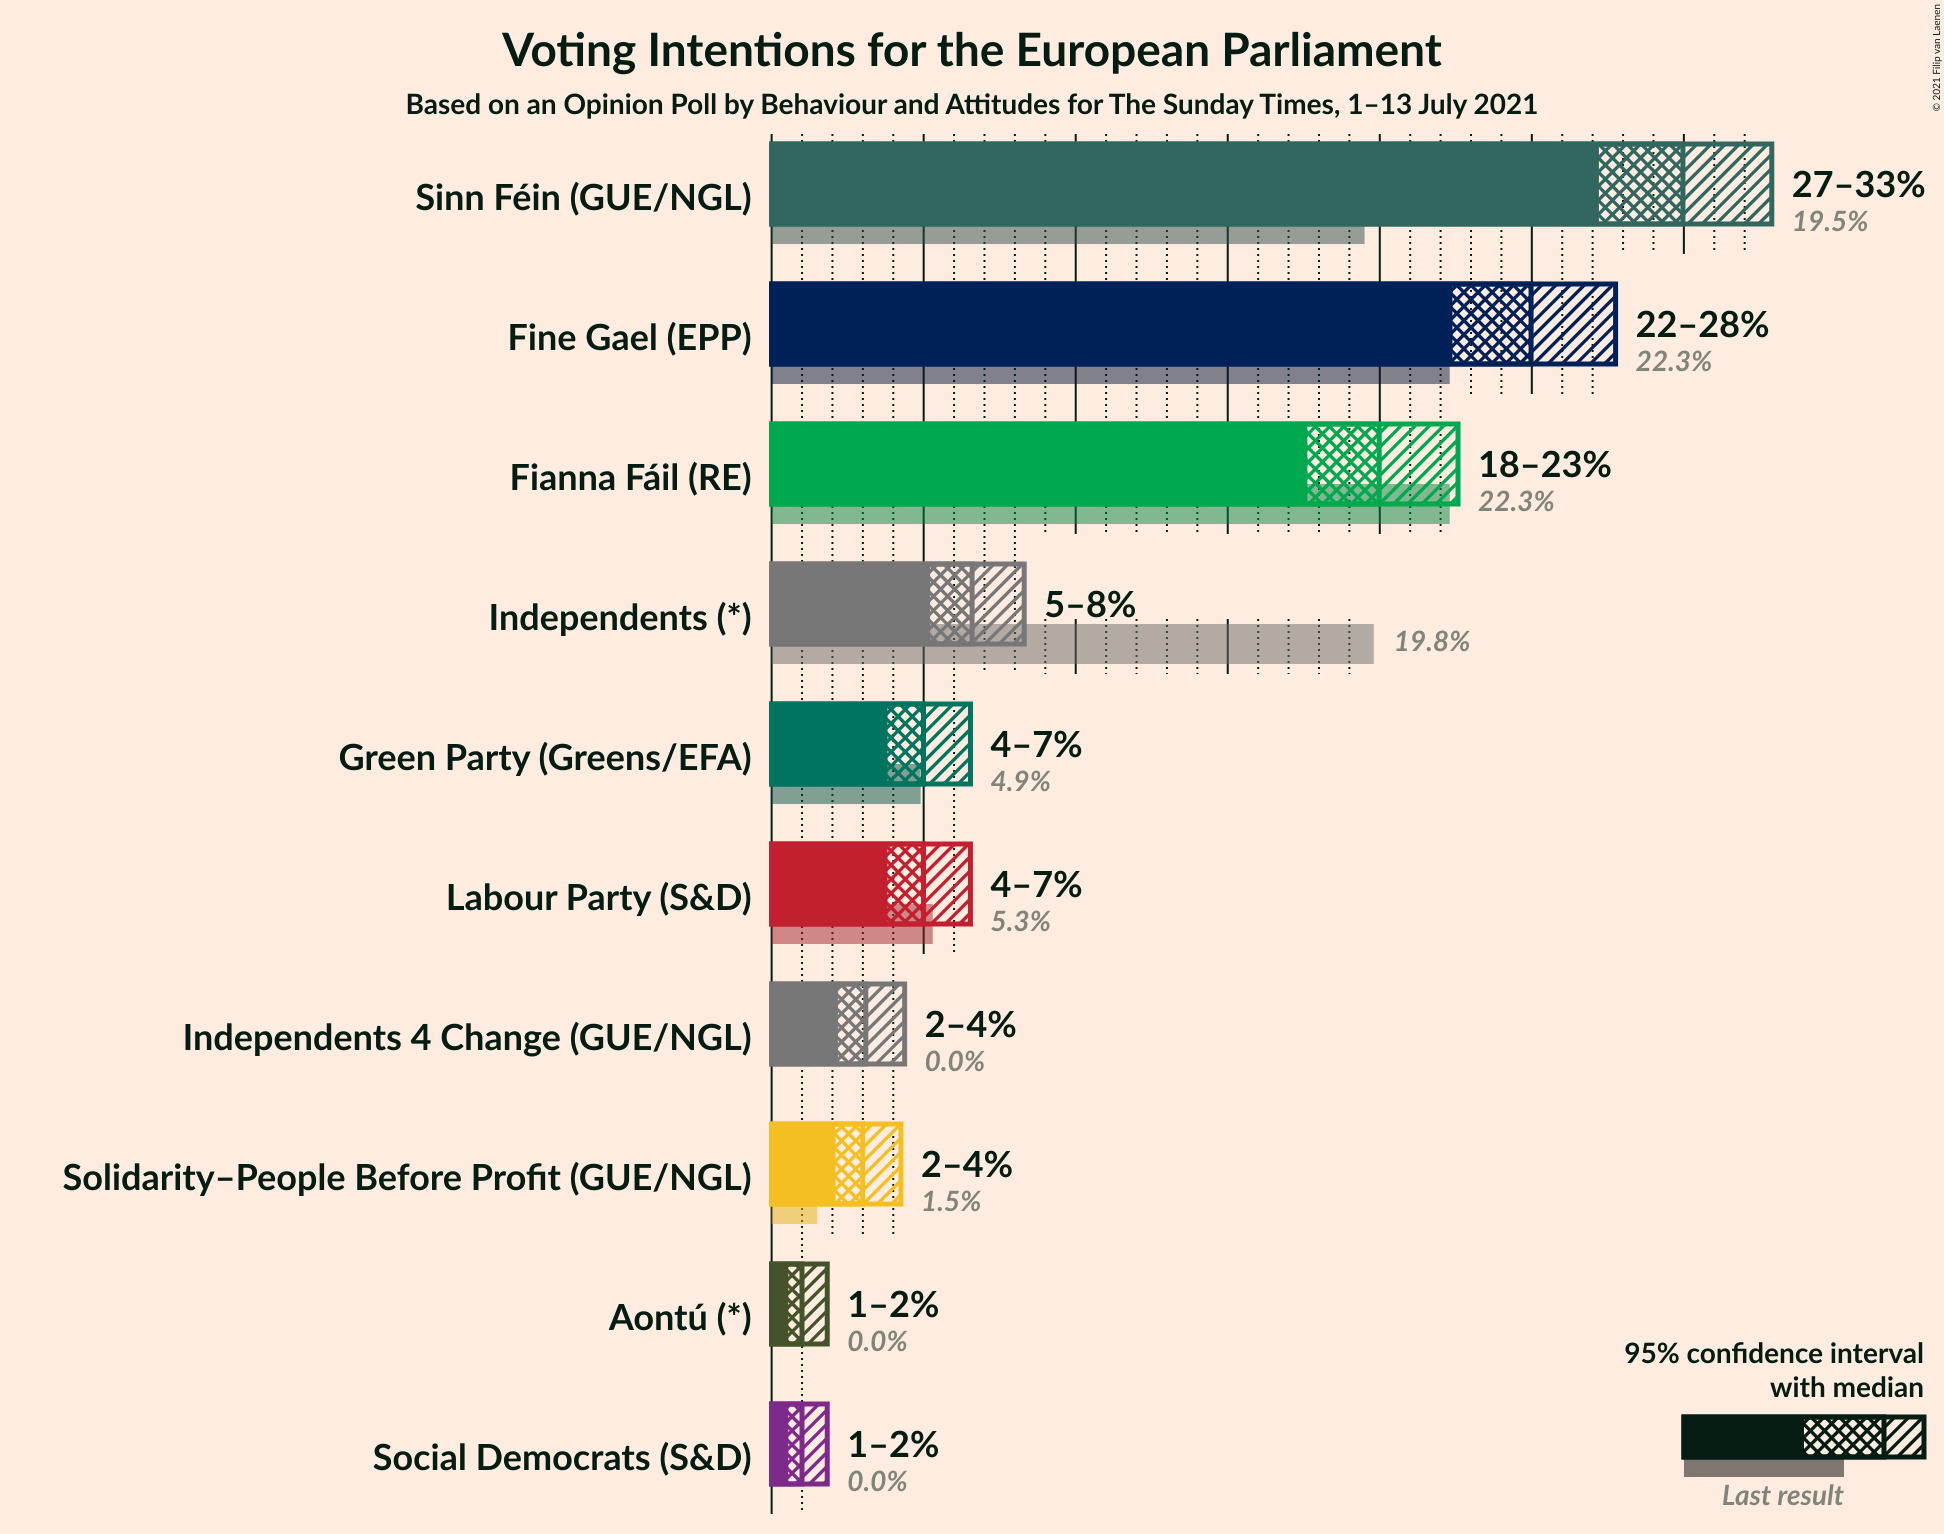 Voting Intentions for the European Parliament
Based on an Opinion Poll by Behaviour and Attitudes for The Sunday Times, 1–13 July 2021
© 2021 Filip van Laenen
Sinn Féin (GUE/NGL)
27–33%
19.5%
Fine Gael (EPP)
22–28%
22.3%
Fianna Fáil (RE)
18–23%
22.3%
Independents (*)
5–8%
19.8%
Green Party (Greens/EFA)
4–7%
4.9%
Labour Party (S&D)
4–7%
5.3%
Independents 4 Change (GUE/NGL)
2–4%
0.0%
Solidarity–People Before Profit (GUE/NGL)
2–4%
1.5%
Aontú (*)
1–2%
0.0%
Social Democrats (S&D)
1–2%
0.0%
95% confidence interval
with median
Last result